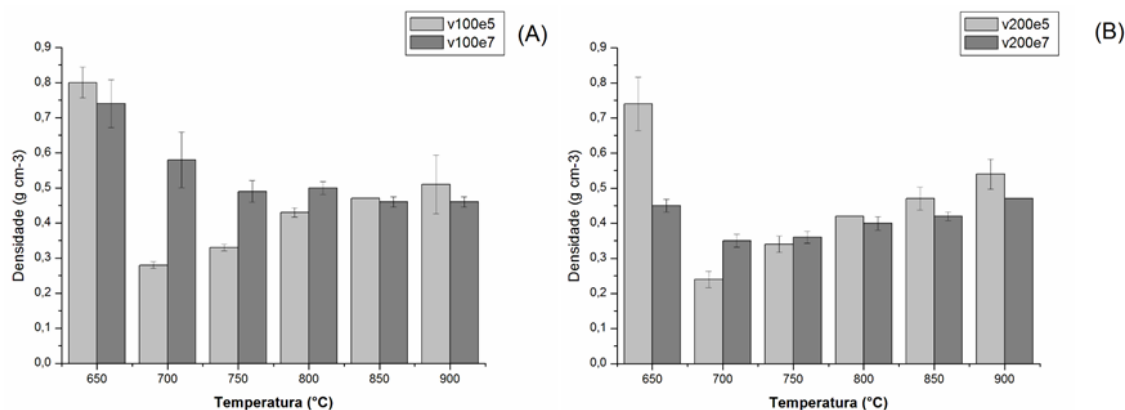 v100e5
v100e7
(A)
0,9
0,8
0,7
0,6
0,5
0,4
0,3
0,2
0,1
0,0
Densidade (g cm-3)
650 700 750 800 850 900
Temperatura (°C)
v200e5
v200e7
(B)
0,9
0,8
0,7
0,6
0,5
0,4
0,3
0,2
0,1
0,0
Densidade (g cm-3)
650 700 750 800 850 900
Temperatura (°C)